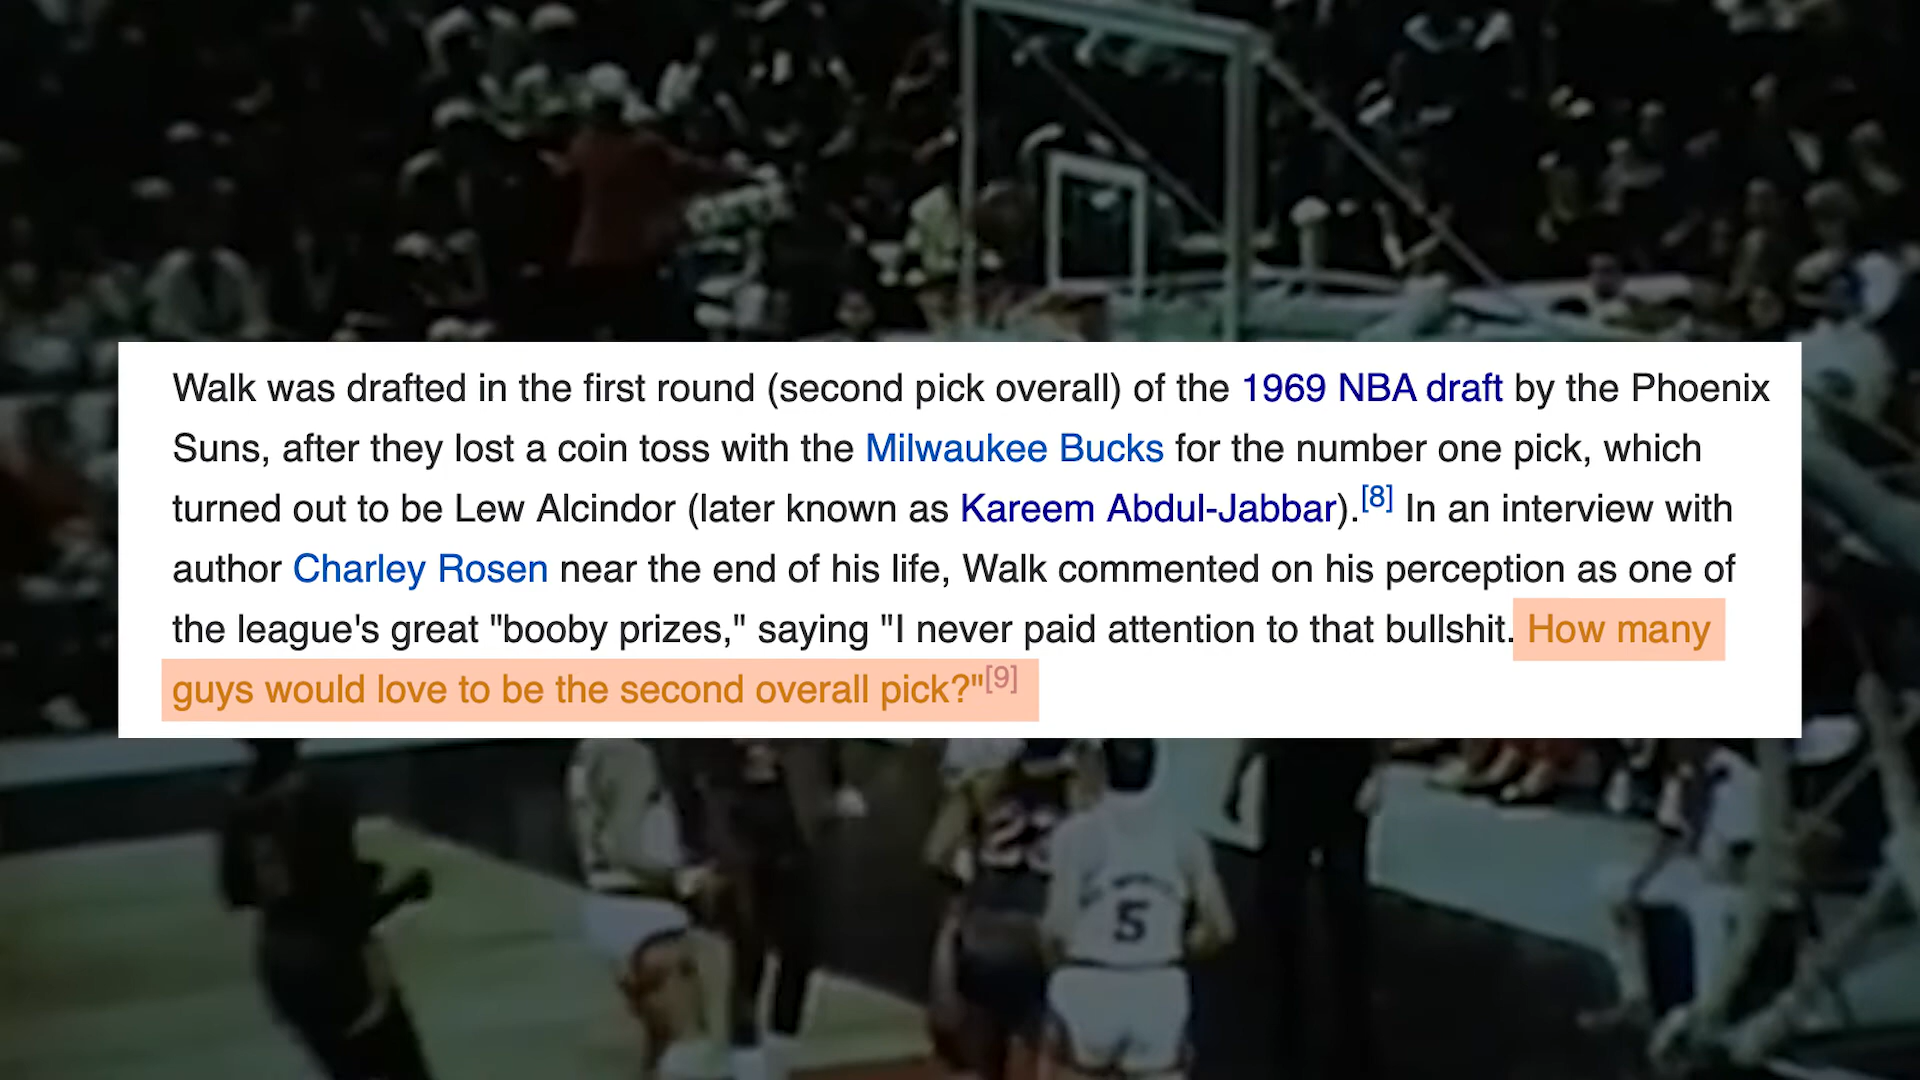 Walk was drafted in the first round (second pick overall) of the 1969 NBA draft by the Phoenix
Suns, after they lost a coin toss with the Milwaukee Bucks for the number one pick, which
turned out to be Lew Alcindor (later known as Kareem Abdul-Jabbar).[8] In an interview with
author Charley Rosen near the end of his life, Walk commented on his perception as one of
the league's great "booby prizes," saying "I never paid attention to that bullshit. How many
guys would love to be the second overall pick?"[9]
5